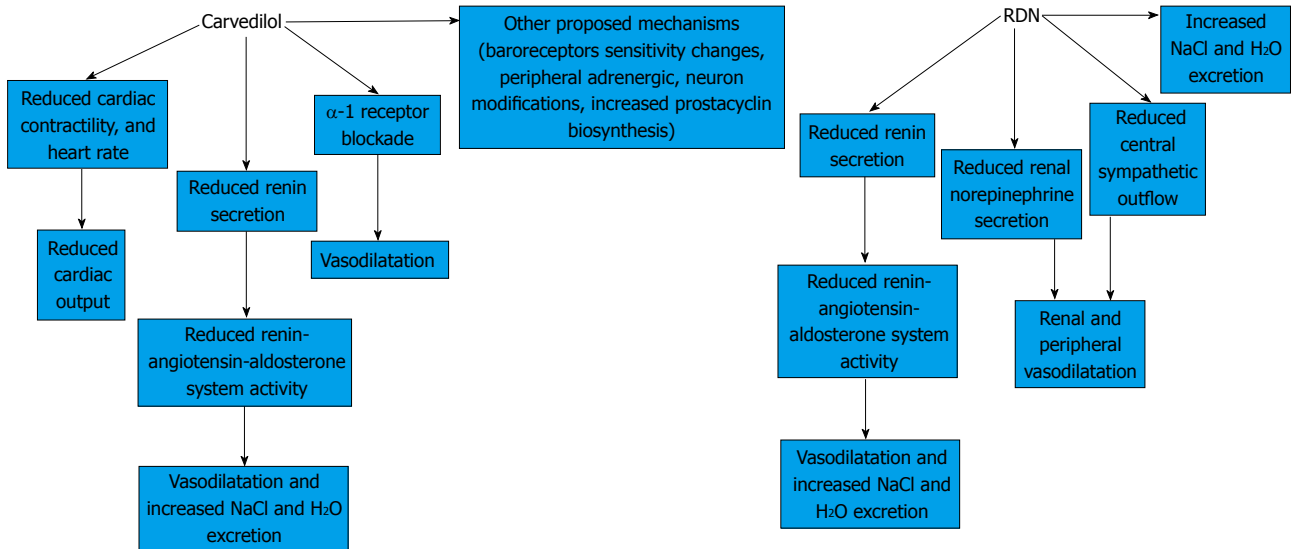 Carvedilol
Other proposed mechanisms
(baroreceptors sensitivity changes,
peripheral adrenergic, neuron
modifications, increased prostacyclin
biosynthesis)
Reduced cardiac
contractility, and
heart rate
α-1 receptor
blockade
Reduced renin
secretion
Reduced
cardiac
output
Vasodilatation
Reduced renin-
angiotensin-aldosterone
system activity
Vasodilatation and
increased NaCl and H₂O
excretion
RDN
Increased
NaCl and H₂O
excretion
Reduced renin
secretion
Reduced renal
norepinephrine
secretion
Reduced
central
sympathetic
outflow
Reduced renin-
angiotensin-
aldosterone system
activity
Renal and
peripheral
vasodilatation
Vasodilatation and
increased NaCl and
H₂O excretion